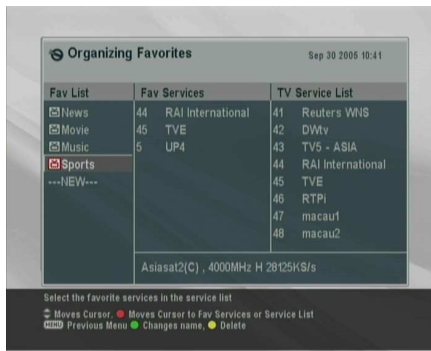 Organizing Favorites
Sep 30 2005 10:41
Fav List
News
Movie
Music
Sports
---NEW---
Fav Services
44 RAI International
45 TVE
5 UP4
TV Service List
41 Reuters WNS
42 DWtv
43 TV5 - ASIA
44 RAI International
45 TVE
46 RTPi
47 macau1
48 macau2
Asiasat2(C) , 4000MHz H 28125KS/s
Select the favorite services in the service list
Moves Cursor. Moves Cursor to Fav Services or Service List
MENU Previous Menu Changes name, Delete